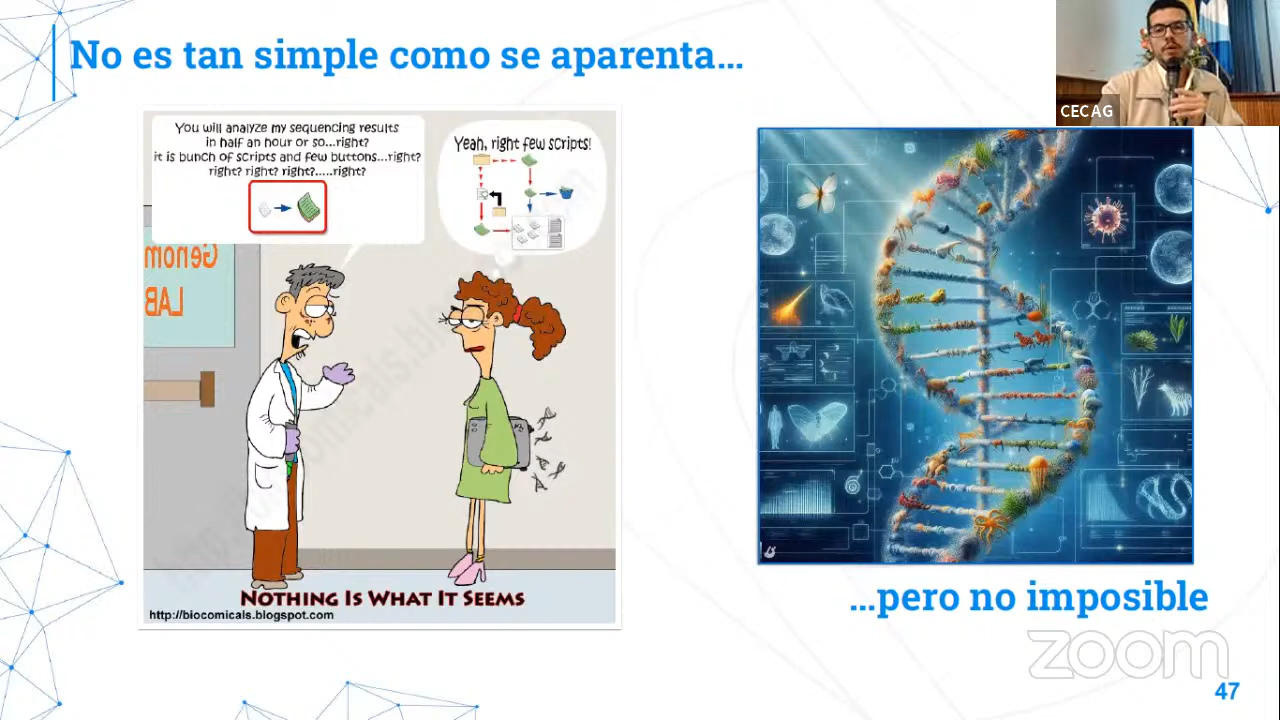 No es tan simple como se aparenta...
CECAG
You will analyze my sequencing results
in half an hour or so...right?
it is bunch of scripts and few buttons...right?
right? right? right?.....right?
Yeah, right few scripts!
Genom
LAB
NOTHING IS WHAT IT SEEMS
http://biocomicals.blogspot.com
...pero no imposible
zoom
47